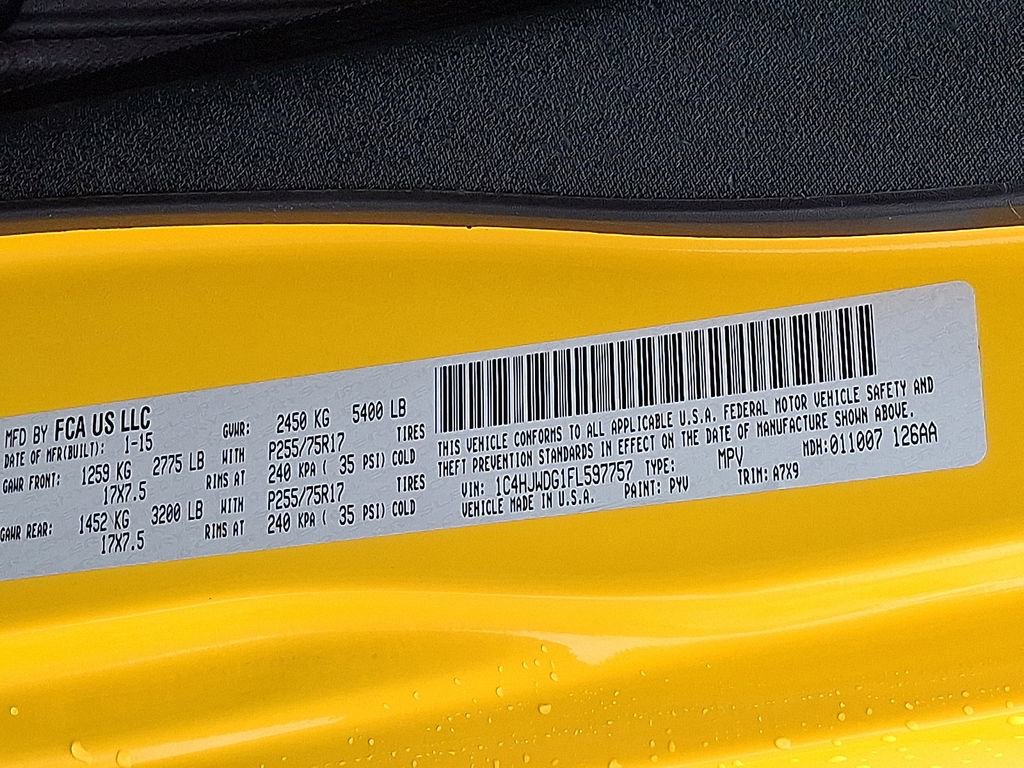 MFD BY FCA US LLC
DATE OF MFR(BUILT): 1-15 GVWR: 2450 KG 5400 LB
GAWR FRONT: 1259 KG 2775 LB WITH P255/75R17 TIRES
17X7.5 RIMS AT 240 KPA ( 35 PSI) COLD
GAWR REAR: 1452 KG 3200 LB WITH P255/75R17 TIRES
17X7.5 RIMS AT 240 KPA ( 35 PSI) COLD
THIS VEHICLE CONFORMS TO ALL APPLICABLE U.S.A. FEDERAL MOTOR VEHICLE SAFETY AND
THEFT PREVENTION STANDARDS IN EFFECT ON THE DATE OF MANUFACTURE SHOWN ABOVE.
VIN: 1C4HJWDG1FL597757 TYPE: MPV MDH:011007 126AA
VEHICLE MADE IN U.S.A. PAINT: PYV TRIM: A7X9